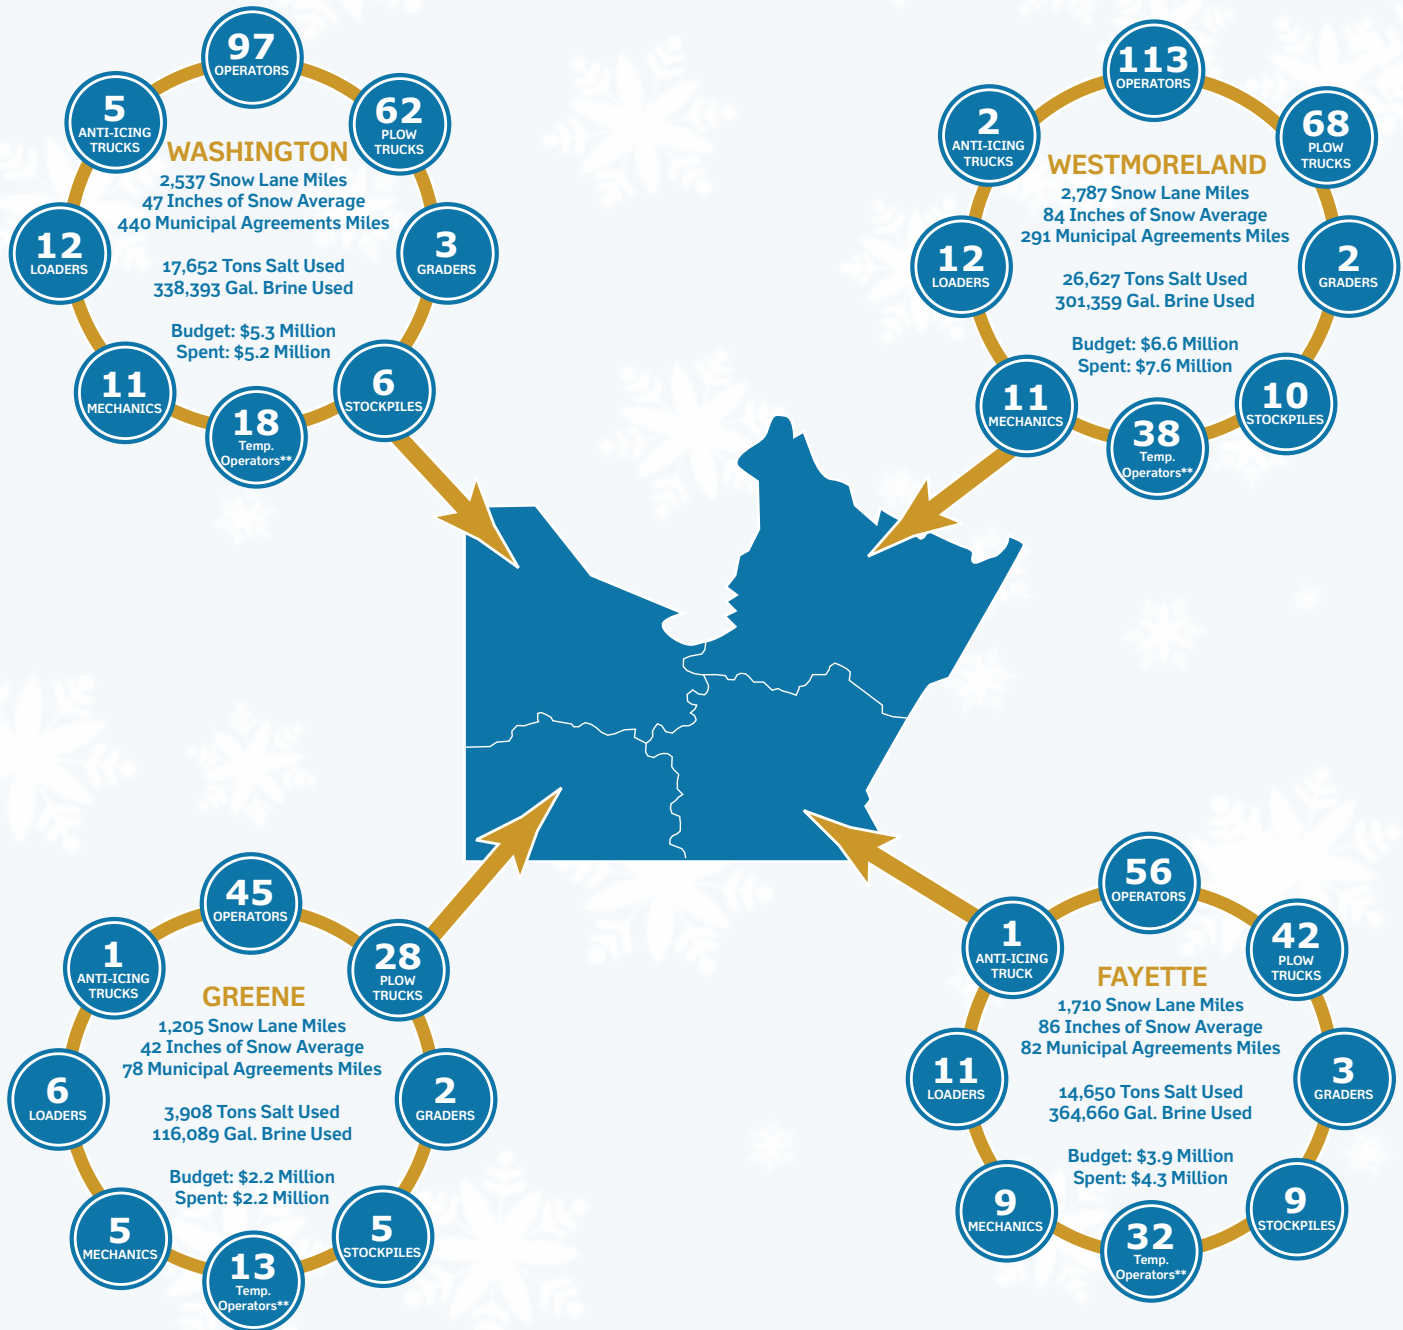 97
OPERATORS
5
ANTI-ICING
TRUCKS
62
PLOW
TRUCKS
WASHINGTON
2,537 Snow Lane Miles
47 Inches of Snow Average
440 Municipal Agreements Miles
12
LOADERS
3
GRADERS
17,652 Tons Salt Used
338,393 Gal. Brine Used
Budget: $5.3 Million
Spent: $5.2 Million
11
MECHANICS
6
STOCKPILES
18
Temp.
Operators**
113
OPERATORS
2
ANTI-ICING
TRUCKS
68
PLOW
TRUCKS
WESTMORELAND
2,787 Snow Lane Miles
84 Inches of Snow Average
291 Municipal Agreements Miles
12
LOADERS
2
GRADERS
26,627 Tons Salt Used
301,359 Gal. Brine Used
Budget: $6.6 Million
Spent: $7.6 Million
11
MECHANICS
10
STOCKPILES
38
Temp.
Operators**
45
OPERATORS
1
ANTI-ICING
TRUCKS
28
PLOW
TRUCKS
GREENE
1,205 Snow Lane Miles
42 Inches of Snow Average
78 Municipal Agreements Miles
6
LOADERS
2
GRADERS
3,908 Tons Salt Used
116,089 Gal. Brine Used
Budget: $2.2 Million
Spent: $2.2 Million
5
MECHANICS
5
STOCKPILES
13
Temp.
Operators**
56
OPERATORS
1
ANTI-ICING
TRUCK
42
PLOW
TRUCKS
FAYETTE
1,710 Snow Lane Miles
86 Inches of Snow Average
82 Municipal Agreements Miles
11
LOADERS
3
GRADERS
14,650 Tons Salt Used
364,660 Gal. Brine Used
Budget: $3.9 Million
Spent: $4.3 Million
9
MECHANICS
9
STOCKPILES
32
Temp.
Operators**